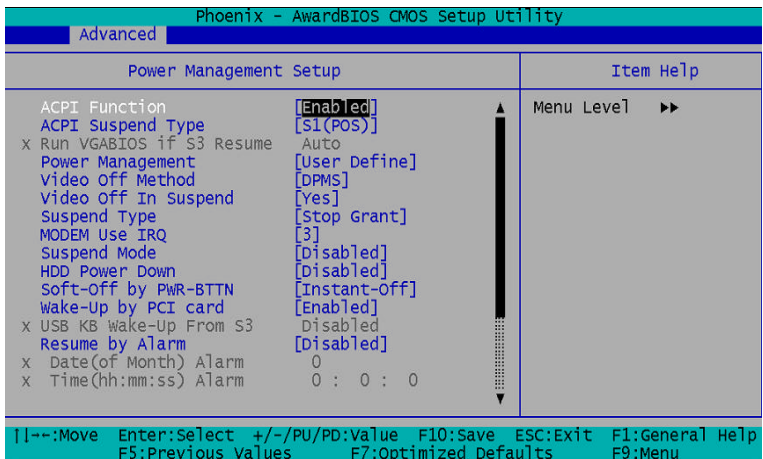 Phoenix - AwardBIOS CMOS Setup Utility
Advanced
Power Management Setup
Item Help
ACPI Function [Enabled]
Menu Level ►►
ACPI Suspend Type [S1(POS)]
x Run VGABIOS if S3 Resume Auto
Power Management [User Define]
Video Off Method [DPMS]
Video Off In Suspend [Yes]
Suspend Type [Stop Grant]
MODEM Use IRQ [3]
Suspend Mode [Disabled]
HDD Power Down [Disabled]
Soft-Off by PWR-BTTN [Instant-Off]
Wake-Up by PCI card [Enabled]
x USB KB Wake-Up From S3 Disabled
Resume by Alarm [Disabled]
x Date(of Month) Alarm 0
x Time(hh:mm:ss) Alarm 0 : 0 : 0
:Move Enter:Select +/-/PU/PD:Value F10:Save ESC:Exit F1:General Help
F5:Previous Values F7:Optimized Defaults F9:Menu